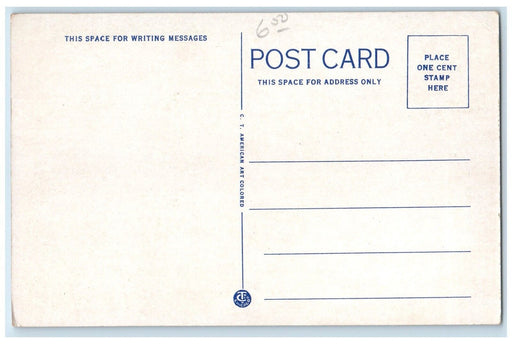 THIS SPACE FOR WRITING MESSAGES
6.00
POST CARD
THIS SPACE FOR ADDRESS ONLY
PLACE
ONE CENT
STAMP
HERE
C. T. AMERICAN ART COLORED